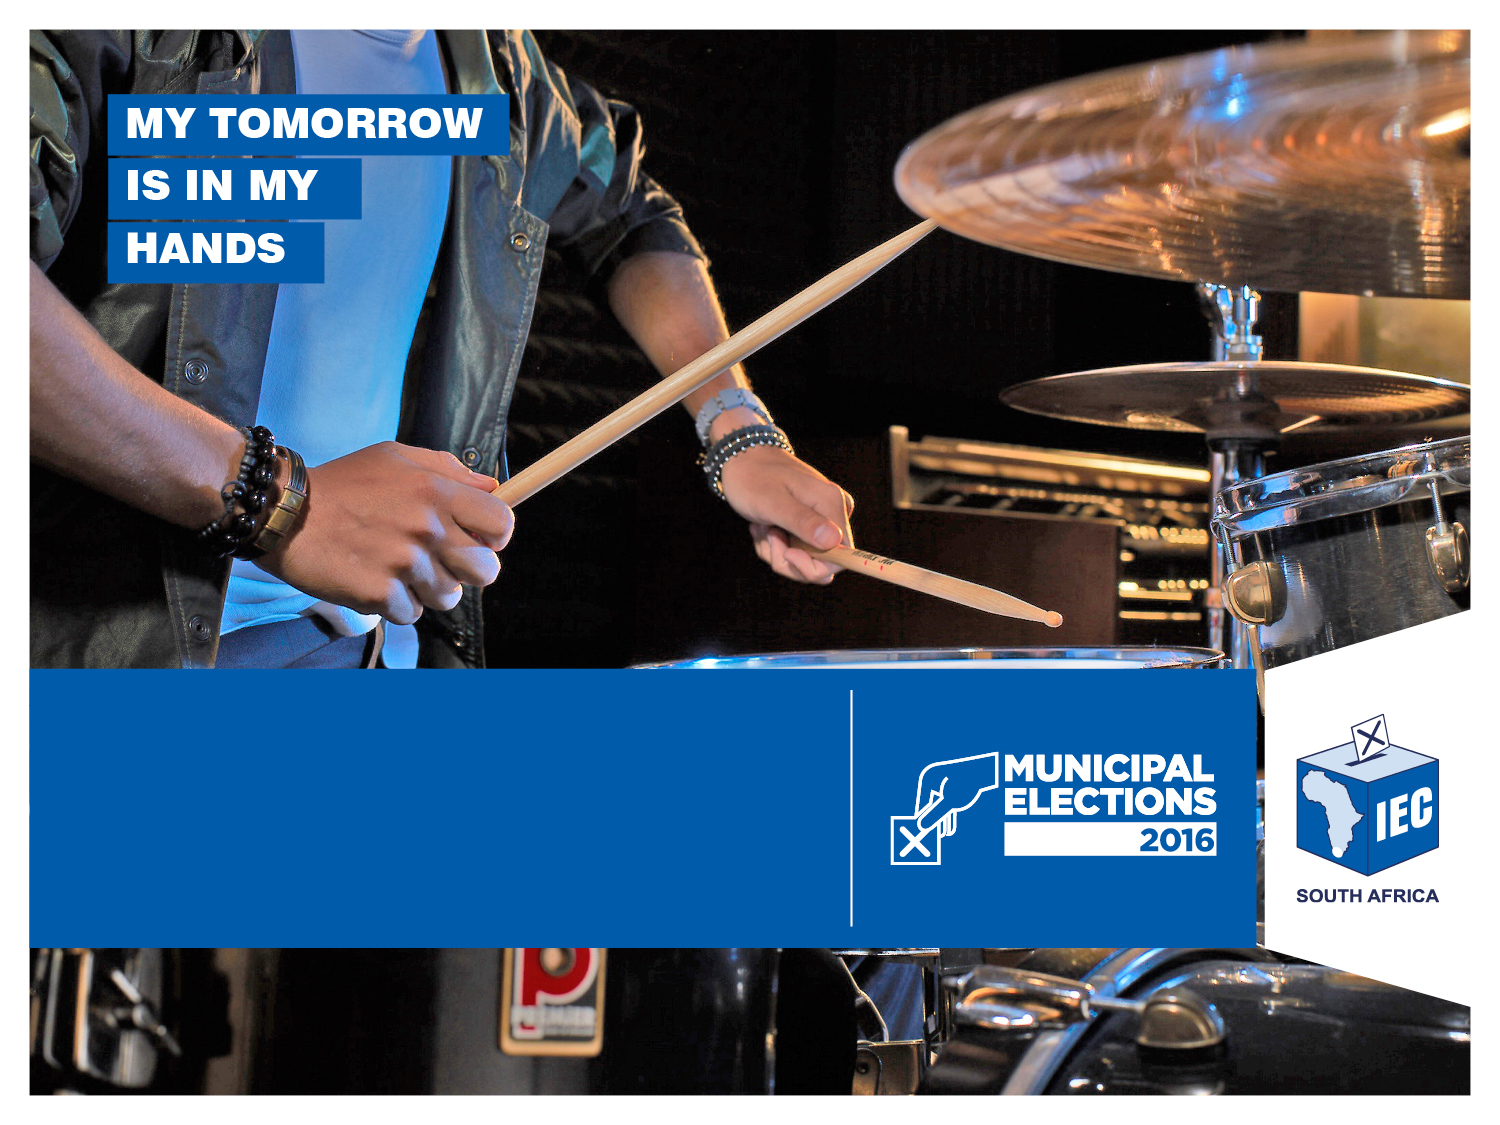 MY TOMORROW
IS IN MY
HANDS
MUNICIPAL
ELECTIONS
2016
IEC
SOUTH AFRICA